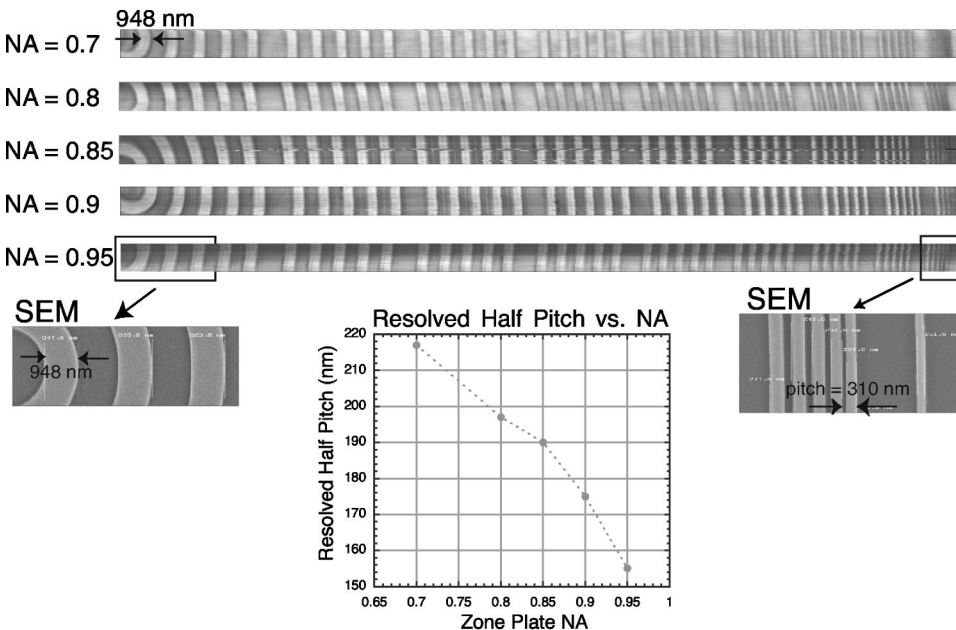 948 nm
NA = 0.7
NA = 0.8
NA = 0.85
NA = 0.9
NA = 0.95
SEM
948 nm
Resolved Half Pitch vs. NA
Resolved Half Pitch (nm)
220
210
200
190
180
170
160
150
0.65 0.7 0.75 0.8 0.85 0.9 0.95 1
Zone Plate NA
SEM
pitch = 310 nm